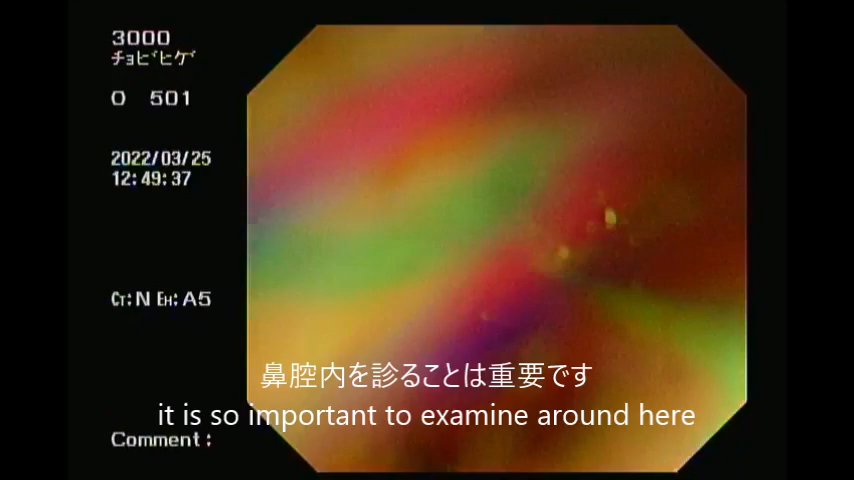 3000
チョビヒゲ
0 501
2022/03/25
12:49:37
CT:N EH:A5
鼻腔内を診ることは重要です
it is so important to examine around here
Comment: